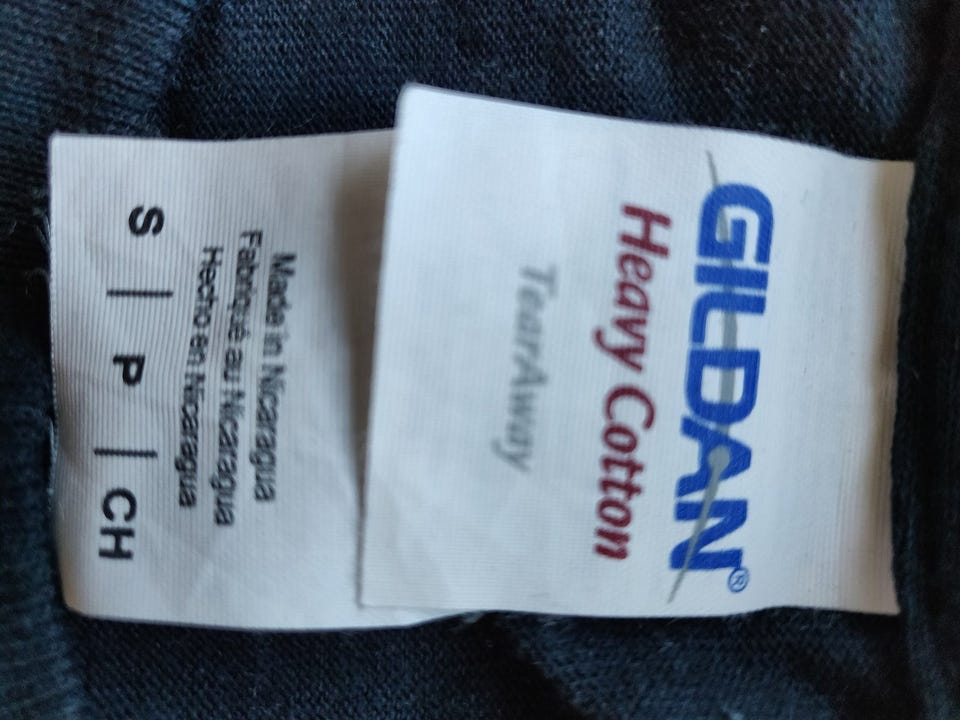 GILDAN®
Heavy Cotton
TearAway
Made in Nicaragua
Fabriqué au Nicaragua
Hecho en Nicaragua
S | P | CH